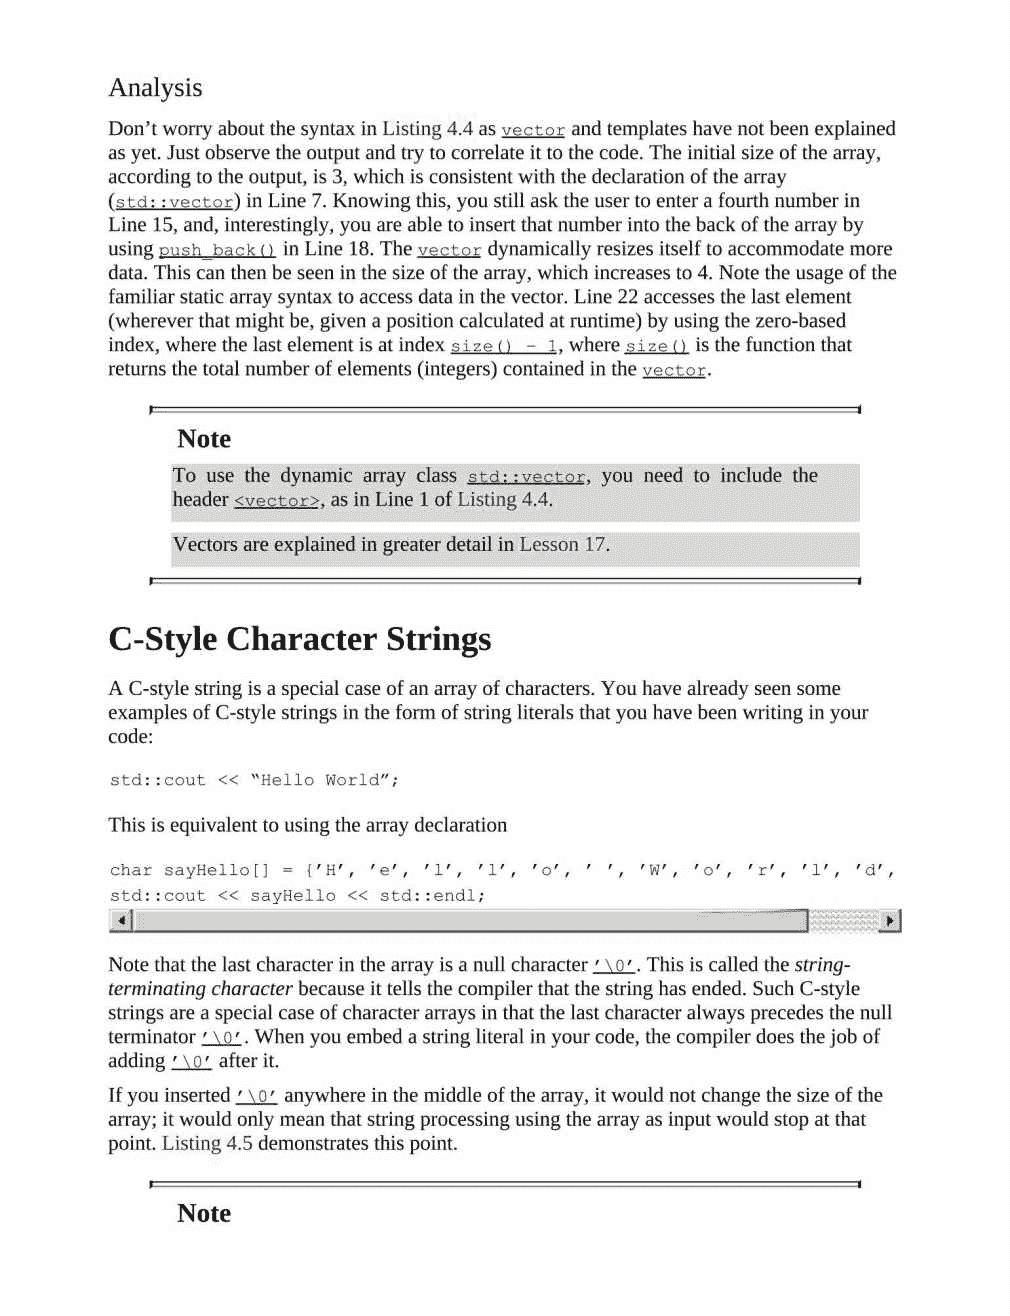 Analysis
Don’t worry about the syntax in Listing 4.4 as vector and templates have not been explained
as yet. Just observe the output and try to correlate it to the code. The initial size of the array,
according to the output, is 3, which is consistent with the declaration of the array
(std::vector) in Line 7. Knowing this, you still ask the user to enter a fourth number in
Line 15, and, interestingly, you are able to insert that number into the back of the array by
using push_back() in Line 18. The vector dynamically resizes itself to accommodate more
data. This can then be seen in the size of the array, which increases to 4. Note the usage of the
familiar static array syntax to access data in the vector. Line 22 accesses the last element
(wherever that might be, given a position calculated at runtime) by using the zero-based
index, where the last element is at index size() - 1, where size() is the function that
returns the total number of elements (integers) contained in the vector.
Note
To use the dynamic array class std::vector, you need to include the
header <vector>, as in Line 1 of Listing 4.4.
Vectors are explained in greater detail in Lesson 17.
C-Style Character Strings
A C-style string is a special case of an array of characters. You have already seen some
examples of C-style strings in the form of string literals that you have been writing in your
code:
std::cout << “Hello World”;
This is equivalent to using the array declaration
char sayHello[] = {’H’, ’e’, ’l’, ’l’, ’o’, ’ ’, ’W’, ’o’, ’r’, ’l’, ’d’,
std::cout << sayHello << std::endl;
Note that the last character in the array is a null character ’\0’. This is called the string-
terminating character because it tells the compiler that the string has ended. Such C-style
strings are a special case of character arrays in that the last character always precedes the null
terminator ’\0’. When you embed a string literal in your code, the compiler does the job of
adding ’\0’ after it.
If you inserted ’\0’ anywhere in the middle of the array, it would not change the size of the
array; it would only mean that string processing using the array as input would stop at that
point. Listing 4.5 demonstrates this point.
Note